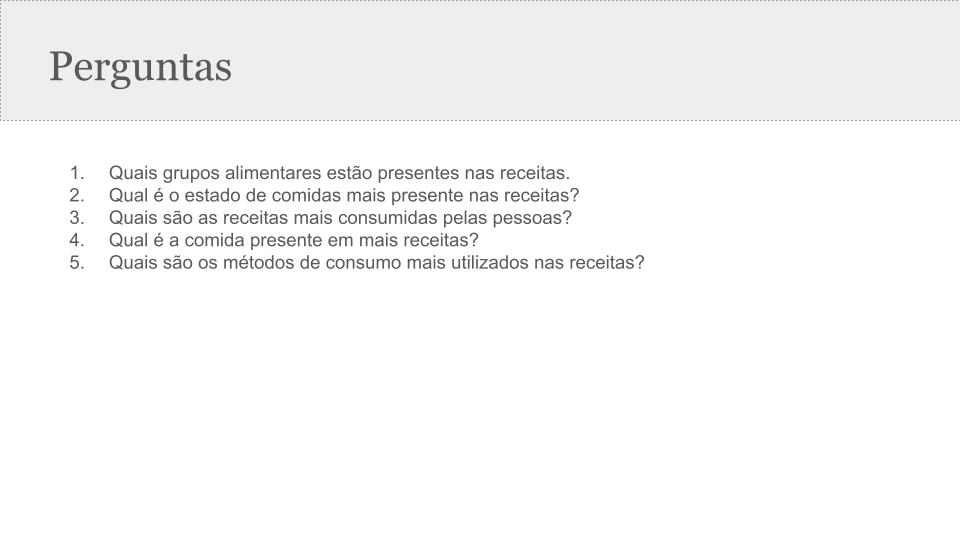 Perguntas
1. Quais grupos alimentares estão presentes nas receitas.
2. Qual é o estado de comidas mais presente nas receitas?
3. Quais são as receitas mais consumidas pelas pessoas?
4. Qual é a comida presente em mais receitas?
5. Quais são os métodos de consumo mais utilizados nas receitas?